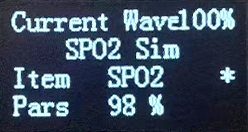 Current Wave100%
SPO2 Sim
Item SPO2 *
Pars 98 %